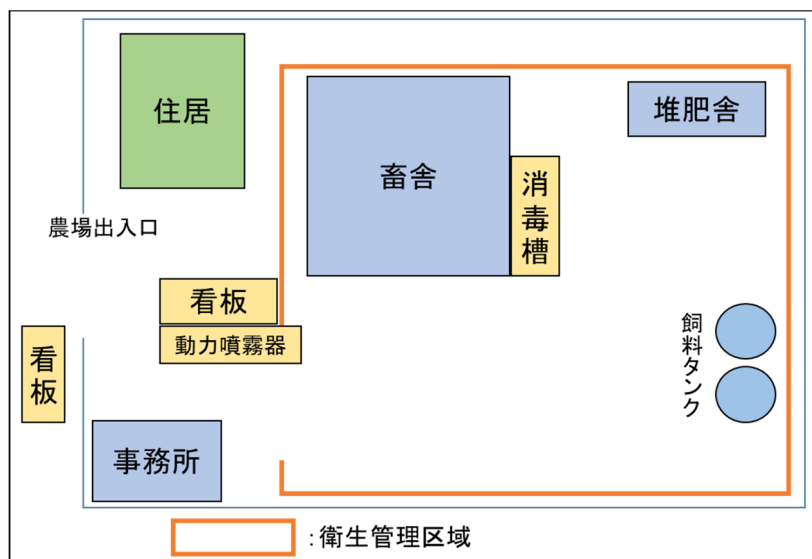 住居
畜舎
堆肥舎
消毒槽
農場出入口
看板
動力噴霧器
看板
飼料タンク
事務所
：衛生管理区域